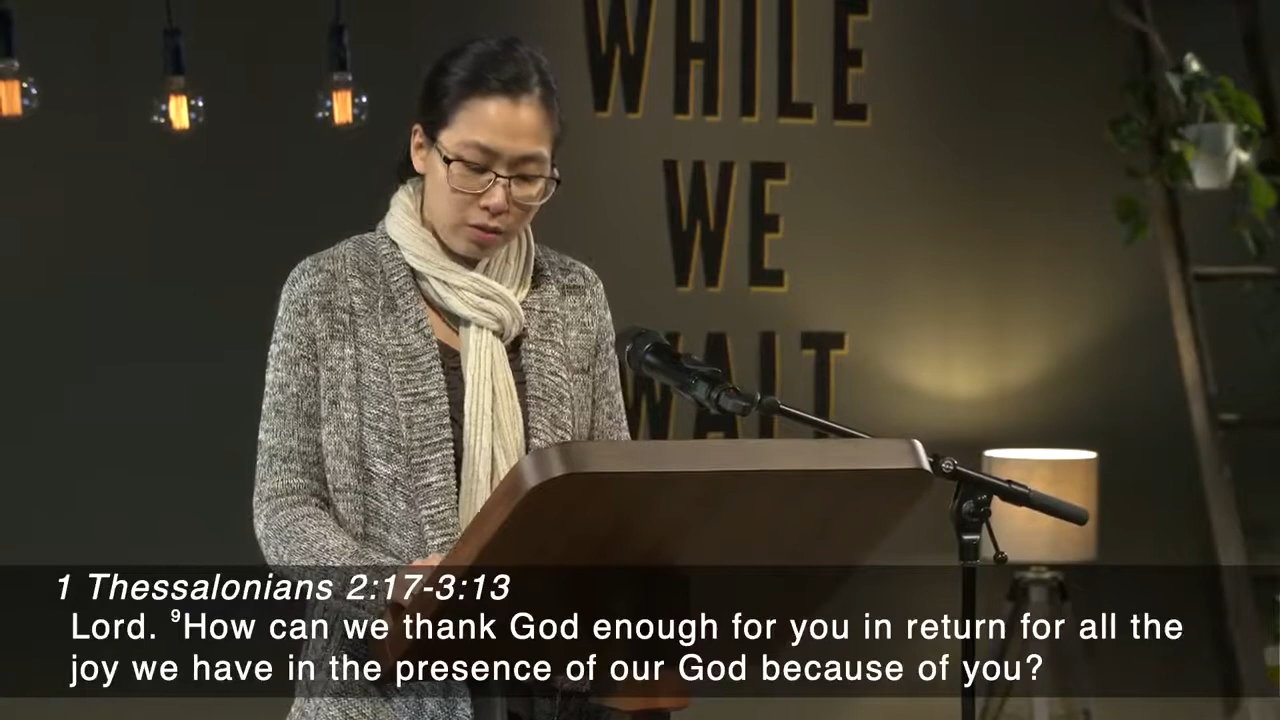 WHILE
WE
WAIT
1 Thessalonians 2:17-3:13
Lord. ⁹How can we thank God enough for you in return for all the
joy we have in the presence of our God because of you?